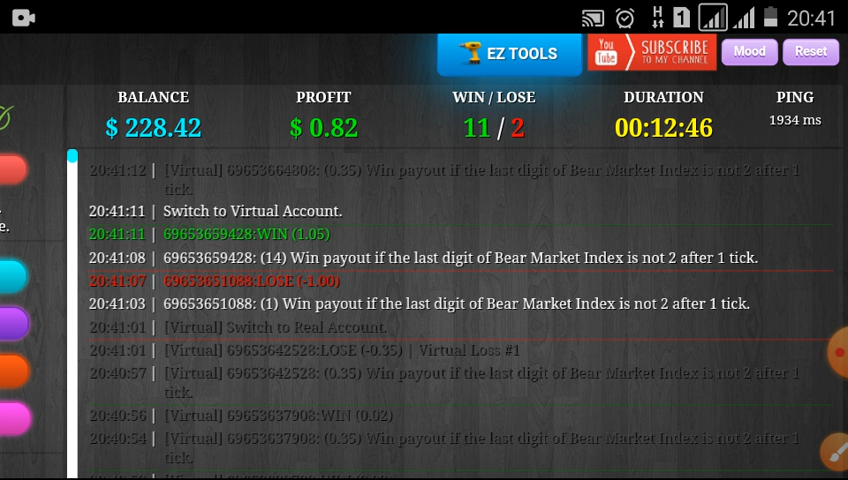 H 1 20:41
EZ TOOLS You Tube SUBSCRIBE TO MY CHANNEL Mood Reset
BALANCE PROFIT WIN / LOSE DURATION PING
$ 228.42 $ 0.82 11 / 2 00:12:46 1934 ms
20:41:12 | [Virtual] 69653664808: (0.35) Win payout if the last digit of Bear Market Index is not 2 after 1
tick.
20:41:11 | Switch to Virtual Account.
20:41:11 | 69653659428:WIN (1.05)
20:41:08 | 69653659428: (14) Win payout if the last digit of Bear Market Index is not 2 after 1 tick.
20:41:07 | 69653651088:LOSE (-1.00)
20:41:03 | 69653651088: (1) Win payout if the last digit of Bear Market Index is not 2 after 1 tick.
20:41:01 | [Virtual] Switch to Real Account.
20:41:01 | [Virtual] 69653642528:LOSE (-0.35) | Virtual Loss #1
20:40:57 | [Virtual] 69653642528: (0.35) Win payout if the last digit of Bear Market Index is not 2 after 1
tick.
20:40:56 | [Virtual] 69653637908:WIN (0.02)
20:40:54 | [Virtual] 69653637908: (0.35) Win payout if the last digit of Bear Market Index is not 2 after 1
tick.